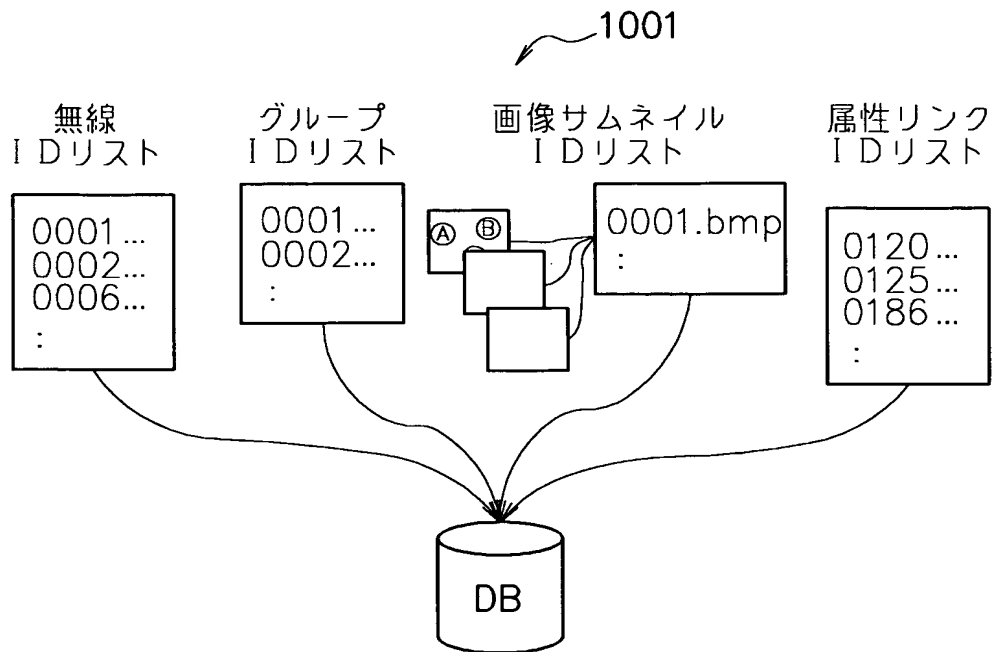 1001
無線
IDリスト
0001...
0002...
0006...
:
グループ
IDリスト
0001...
0002...
:
画像サムネイル
IDリスト
A B
0001.bmp
:
属性リンク
IDリスト
0120...
0125...
0186...
:
DB